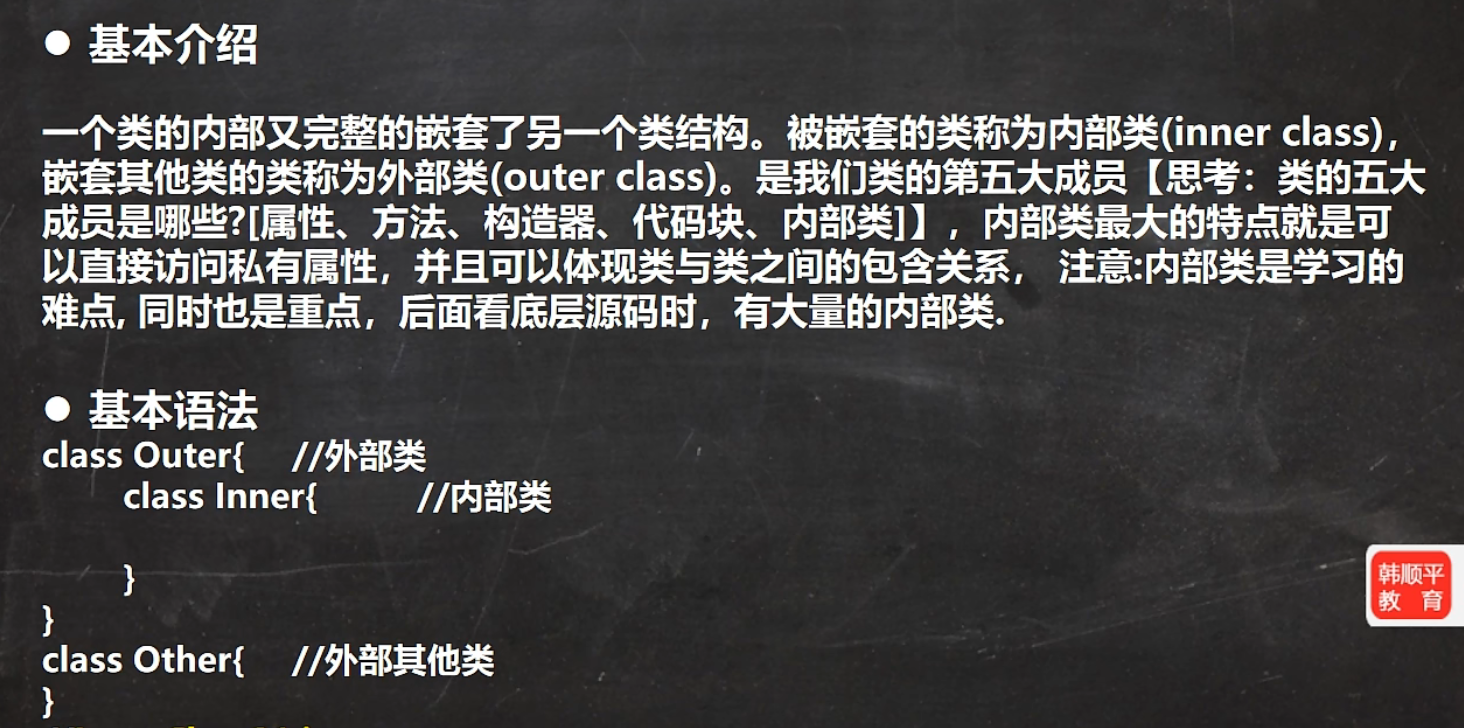 ● 基本介绍
一个类的内部又完整的嵌套了另一个类结构。被嵌套的类称为内部类(inner class)，
嵌套其他类的类称为外部类(outer class)。是我们类的第五大成员【思考：类的五大
成员是哪些?[属性、方法、构造器、代码块、内部类]】，内部类最大的特点就是可
以直接访问私有属性，并且可以体现类与类之间的包含关系， 注意:内部类是学习的
难点, 同时也是重点，后面看底层源码时，有大量的内部类.
● 基本语法
class Outer{ //外部类
class Inner{ //内部类
}
}
class Other{ //外部其他类
}
韩顺平
教 育